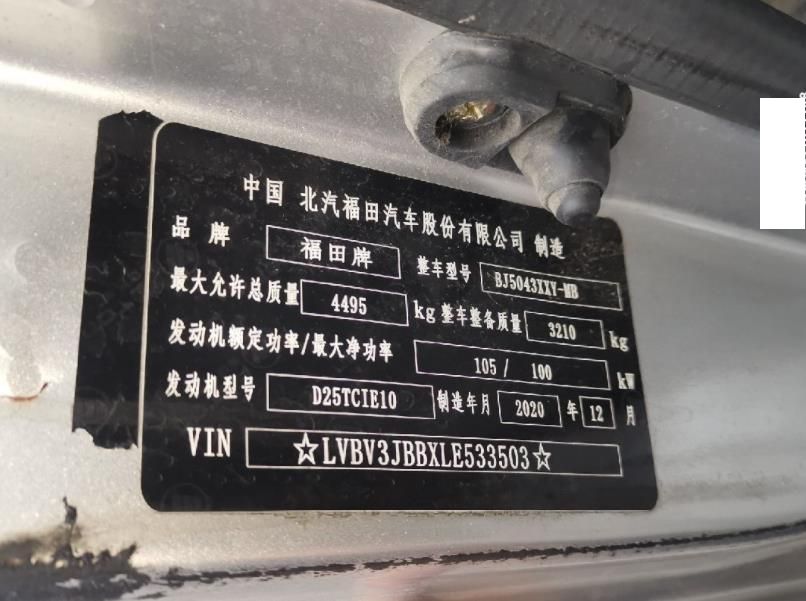 中国 北汽福田汽车股份有限公司 制造
品牌 福田牌 整车型号 BJ5043XXY-MB
最大允许总质量 4495 kg 整车整备质量 3210 kg
发动机额定功率/最大净功率 105/ 100 kW
发动机型号 D25TCIE10 制造年月 2020 年 12 月
VIN ☆LVBV3JBBXLE533503☆